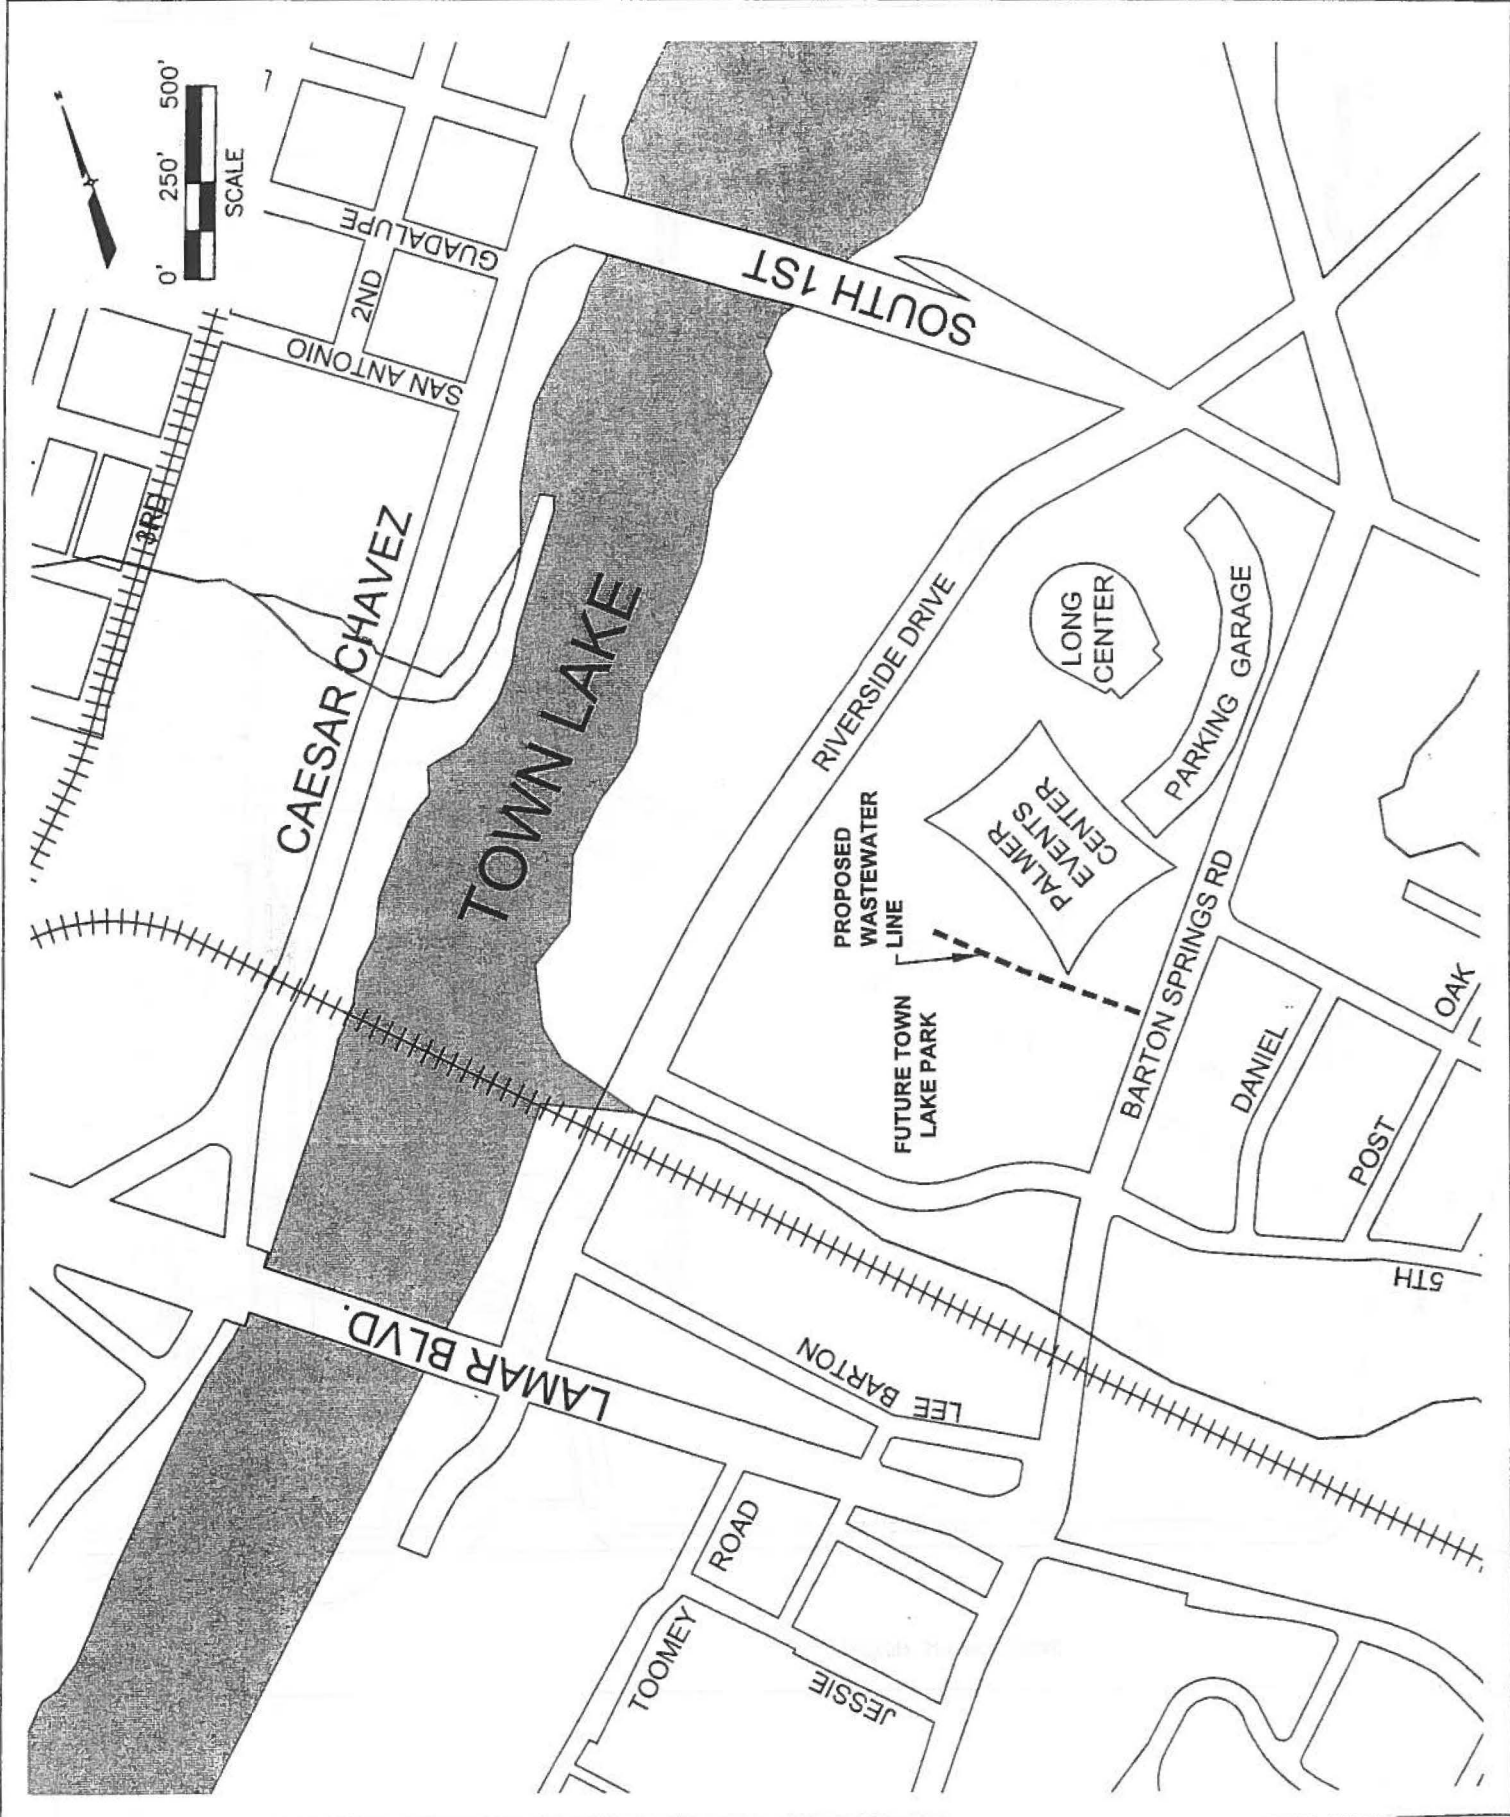 0' 250' 500'
SCALE
GUADALUPE
2ND
SAN ANTONIO
3RD
CAESAR CHAVEZ
TOWN LAKE
SOUTH 1ST
RIVERSIDE DRIVE
LONG
CENTER
PARKING GARAGE
PALMER
EVENTS
CENTER
PROPOSED
WASTEWATER
LINE
FUTURE TOWN
LAKE PARK
BARTON SPRINGS RD
DANIEL
POST
OAK
5TH
LAMAR BLVD.
LEE BARTON
TOOMEY
ROAD
JESSIE